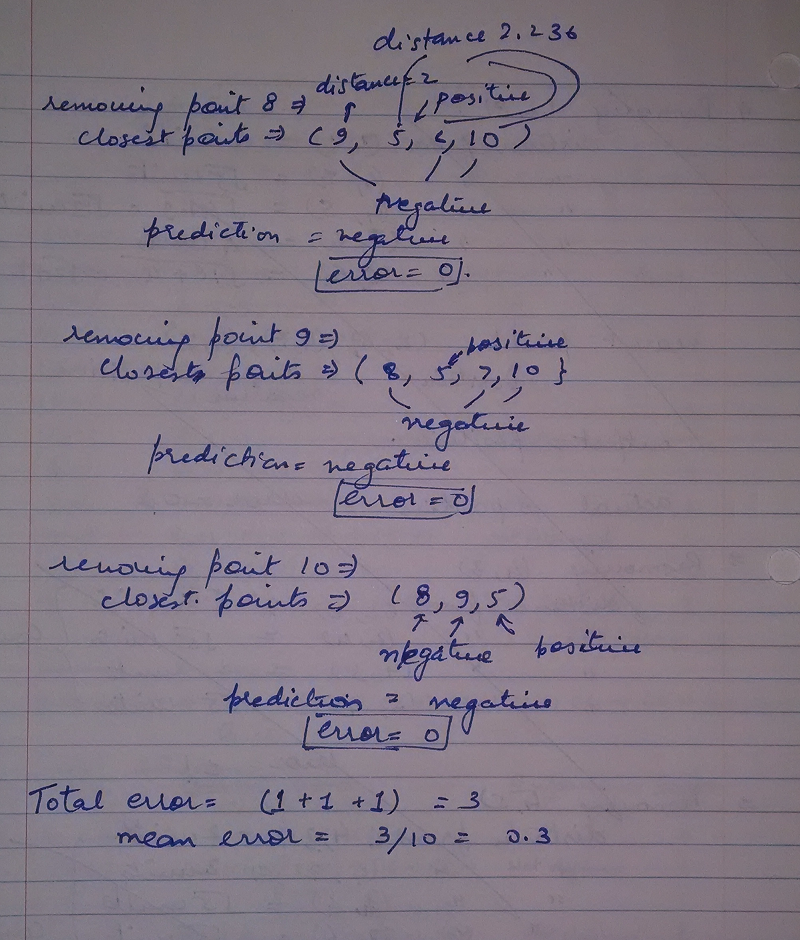 distance 2.236
distance = 2
removing point 8 ⇒ positive
closest points ⇒ (9, 5, 6, 10)
negative
prediction = negative
error = 0.
removing point 9 ⇒
positive
closest points ⇒ (8, 5, 7, 10}
negative
prediction = negative
error = 0
removing point 10 ⇒
closest. points ⇒ (8, 9, 5)
negative positive
prediction = negative
error = 0
Total error = (1 + 1 + 1) = 3
mean error = 3/10 = 0.3